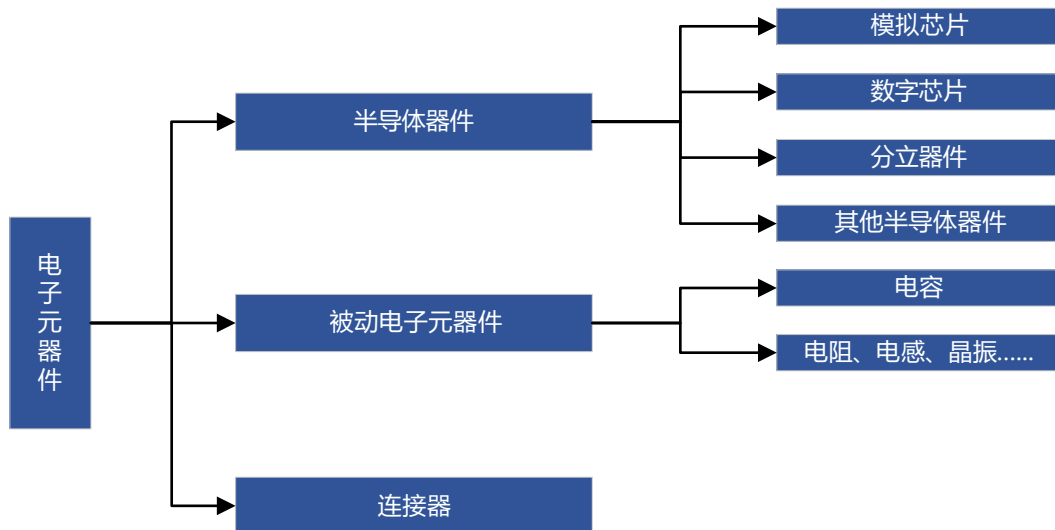 电子元器件
半导体器件
被动电子元器件
连接器
模拟芯片
数字芯片
分立器件
其他半导体器件
电容
电阻、电感、晶振......